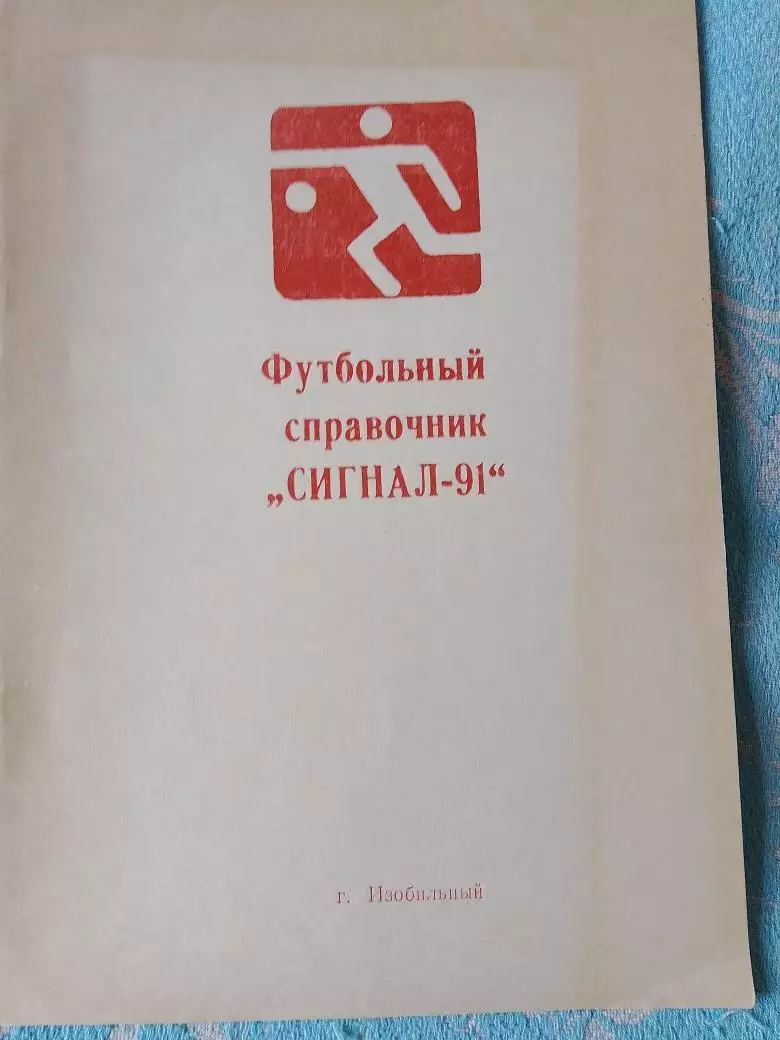 Футбольный
справочник
„СИГНАЛ-91“
г. Изобильный